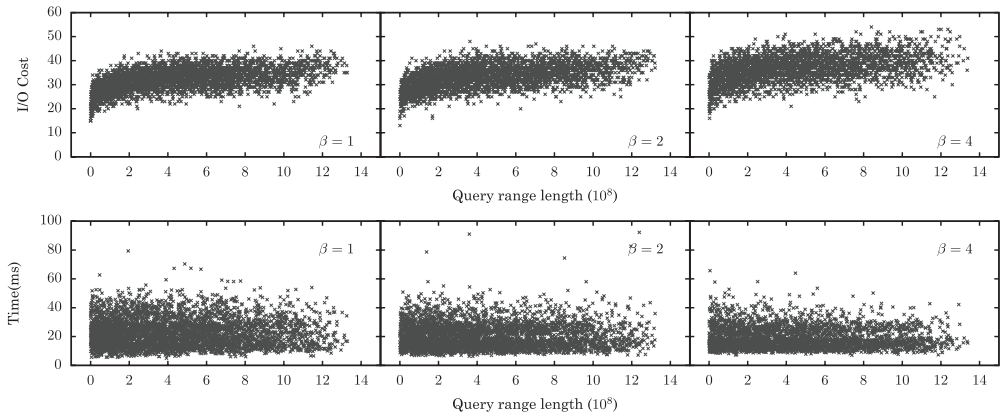 60
50
40
30
20
10
0
I/O Cost
β = 1
β = 2
β = 4
0 2 4 6 8 10 12 14 0 2 4 6 8 10 12 14 0 2 4 6 8 10 12 14
Query range length (10⁸)
100
80
60
40
20
0
Time(ms)
β = 1
β = 2
β = 4
0 2 4 6 8 10 12 14 0 2 4 6 8 10 12 14 0 2 4 6 8 10 12 14
Query range length (10⁸)